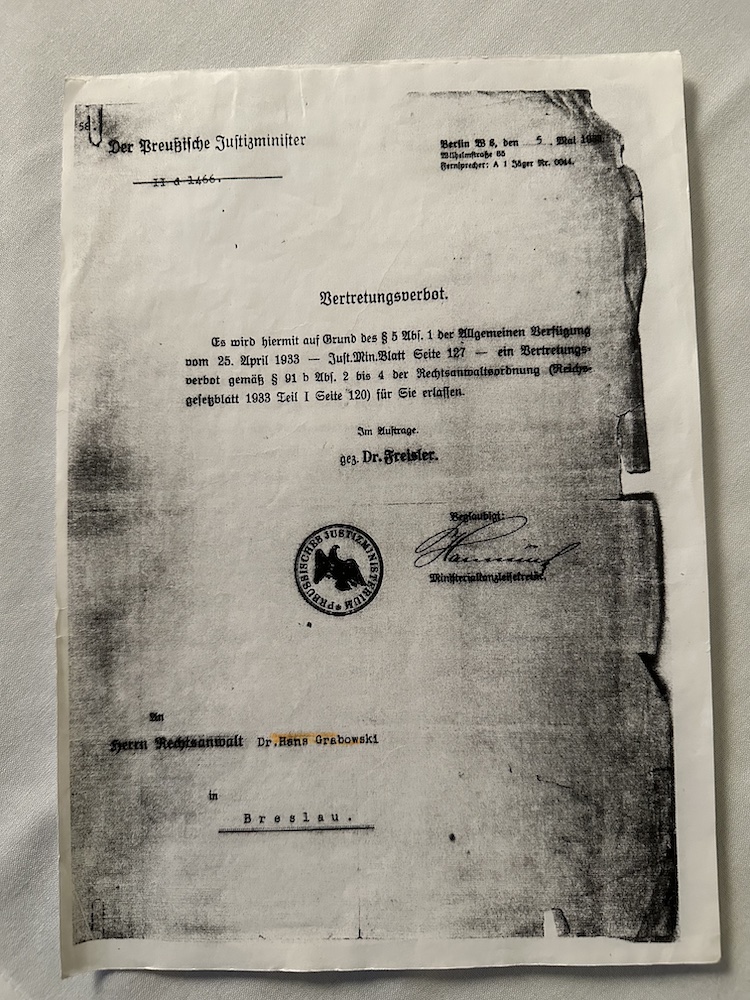 58.
Der Preußische Justizminister
II d 1466.
Berlin W 8, den 5. Mai
Wilhelmstraße 65
Fernsprecher: A 1 Jäger Nr. 0044.
Vertretungsverbot.
Es wird hiermit auf Grund des § 5 Abs. 1 der Allgemeinen Verfügung
vom 25. April 1933 — Just.Min.Blatt Seite 127 — ein Vertretungs-
verbot gemäß § 91 b Abs. 2 bis 4 der Rechtsanwaltsordnung (Reichs-
gesetzblatt 1933 Teil I Seite 120) für Sie erlassen.
Im Auftrage.
gez. Dr. Freisler.
Beglaubigt:
Ministerialkanzleisekretär.
PREUSSISCHES JUSTIZMINISTERIUM
An
Herrn Rechtsanwalt Dr.Hans Grabowski
in
Breslau.